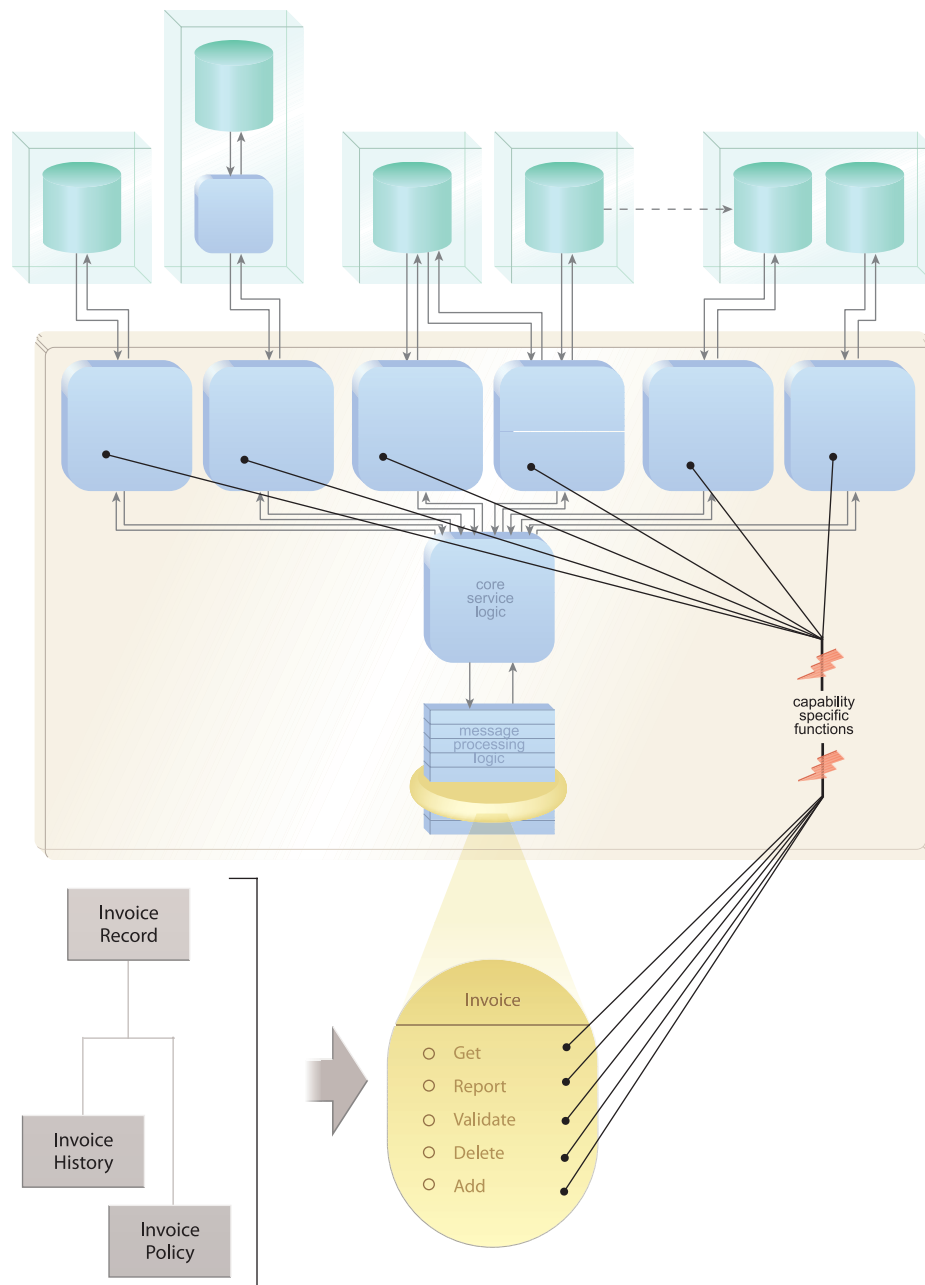 core
service
logic
message
processing
logic
capability
specific
functions
Invoice
Record
Invoice
History
Invoice
Policy
Invoice
Get
Report
Validate
Delete
Add